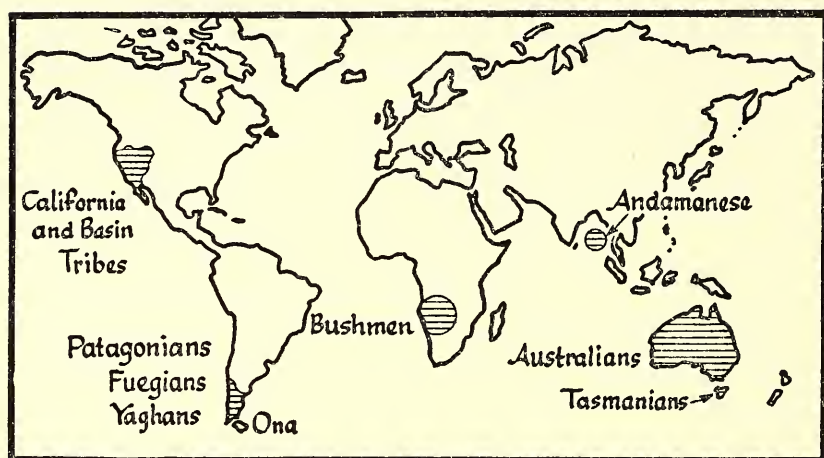 California
and Basin
Tribes
Andamanese
Bushmen
Patagonians
Fuegians
Yaghans
Ona
Australians
Tasmanians